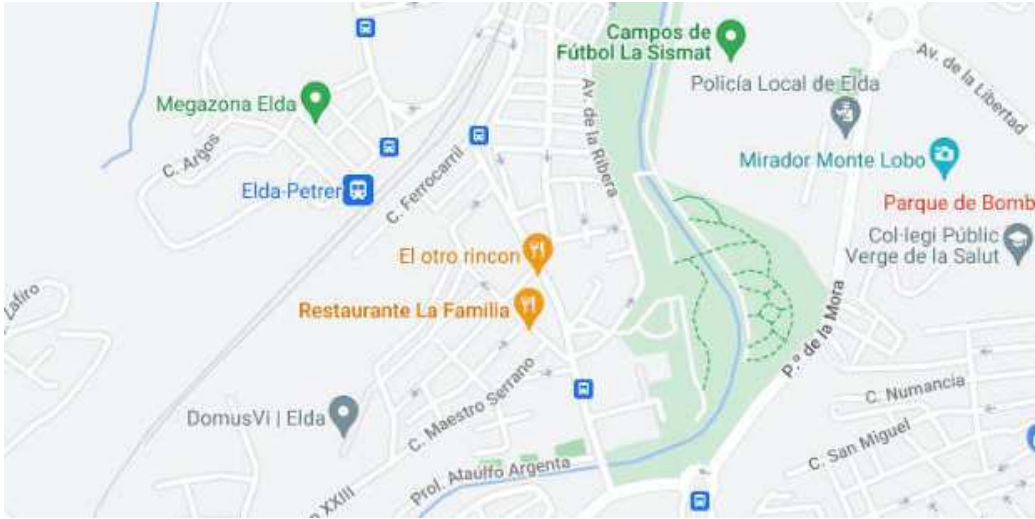 Campos de
Fútbol La Sismat
Av. de la Libertad
Policía Local de Elda
Megazona Elda
Av. de la Ribera
C. Argos
Mirador Monte Lobo
Elda-Petrer
C. Ferrocarril
Parque de Bomb
Col·legi Públic
Verge de la Salut
El otro rincon
Zafiro
Restaurante La Familia
P.º de la Mora
C. Numancia
DomusVi | Elda
C. Maestro Serrano
C. San Miguel
Prol. Ataúlfo Argenta
XXIII